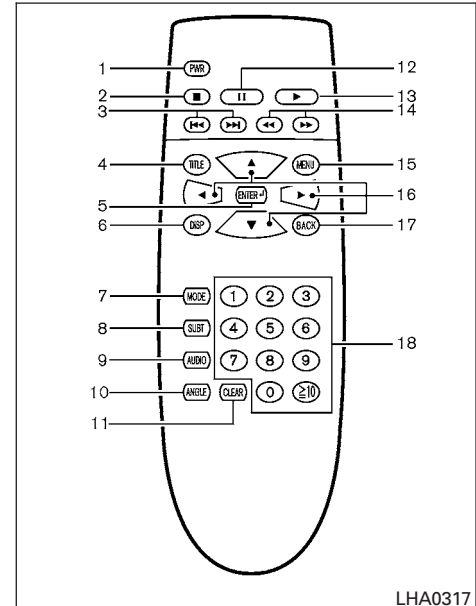 1 PWR 12
2 13
3 14
4 TITLE MENU 15
5 ENTER 16
6 DISP BACK 17
7 MODE 1 2 3
8 SUBT 4 5 6 18
9 AUDIO 7 8 9
10 ANGLE CLEAR 0 ≧10
11
LHA0317